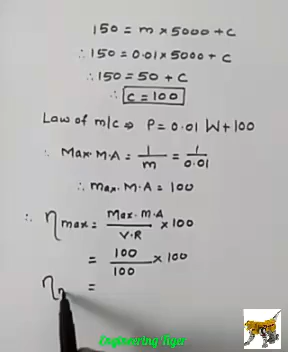 150 = m × 5000 + C
∴ 150 = 0.01 × 5000 + C
∴ 150 = 50 + C
∴ C = 100
Law of m/c ⇒ P = 0.01 W + 100
∴ Max. M.A = 1/m = 1/0.01
∴ max. M.A = 100
∴ η max = Max. M.A / V.R × 100
= 100/100 × 100
η =
Engineering Tiger